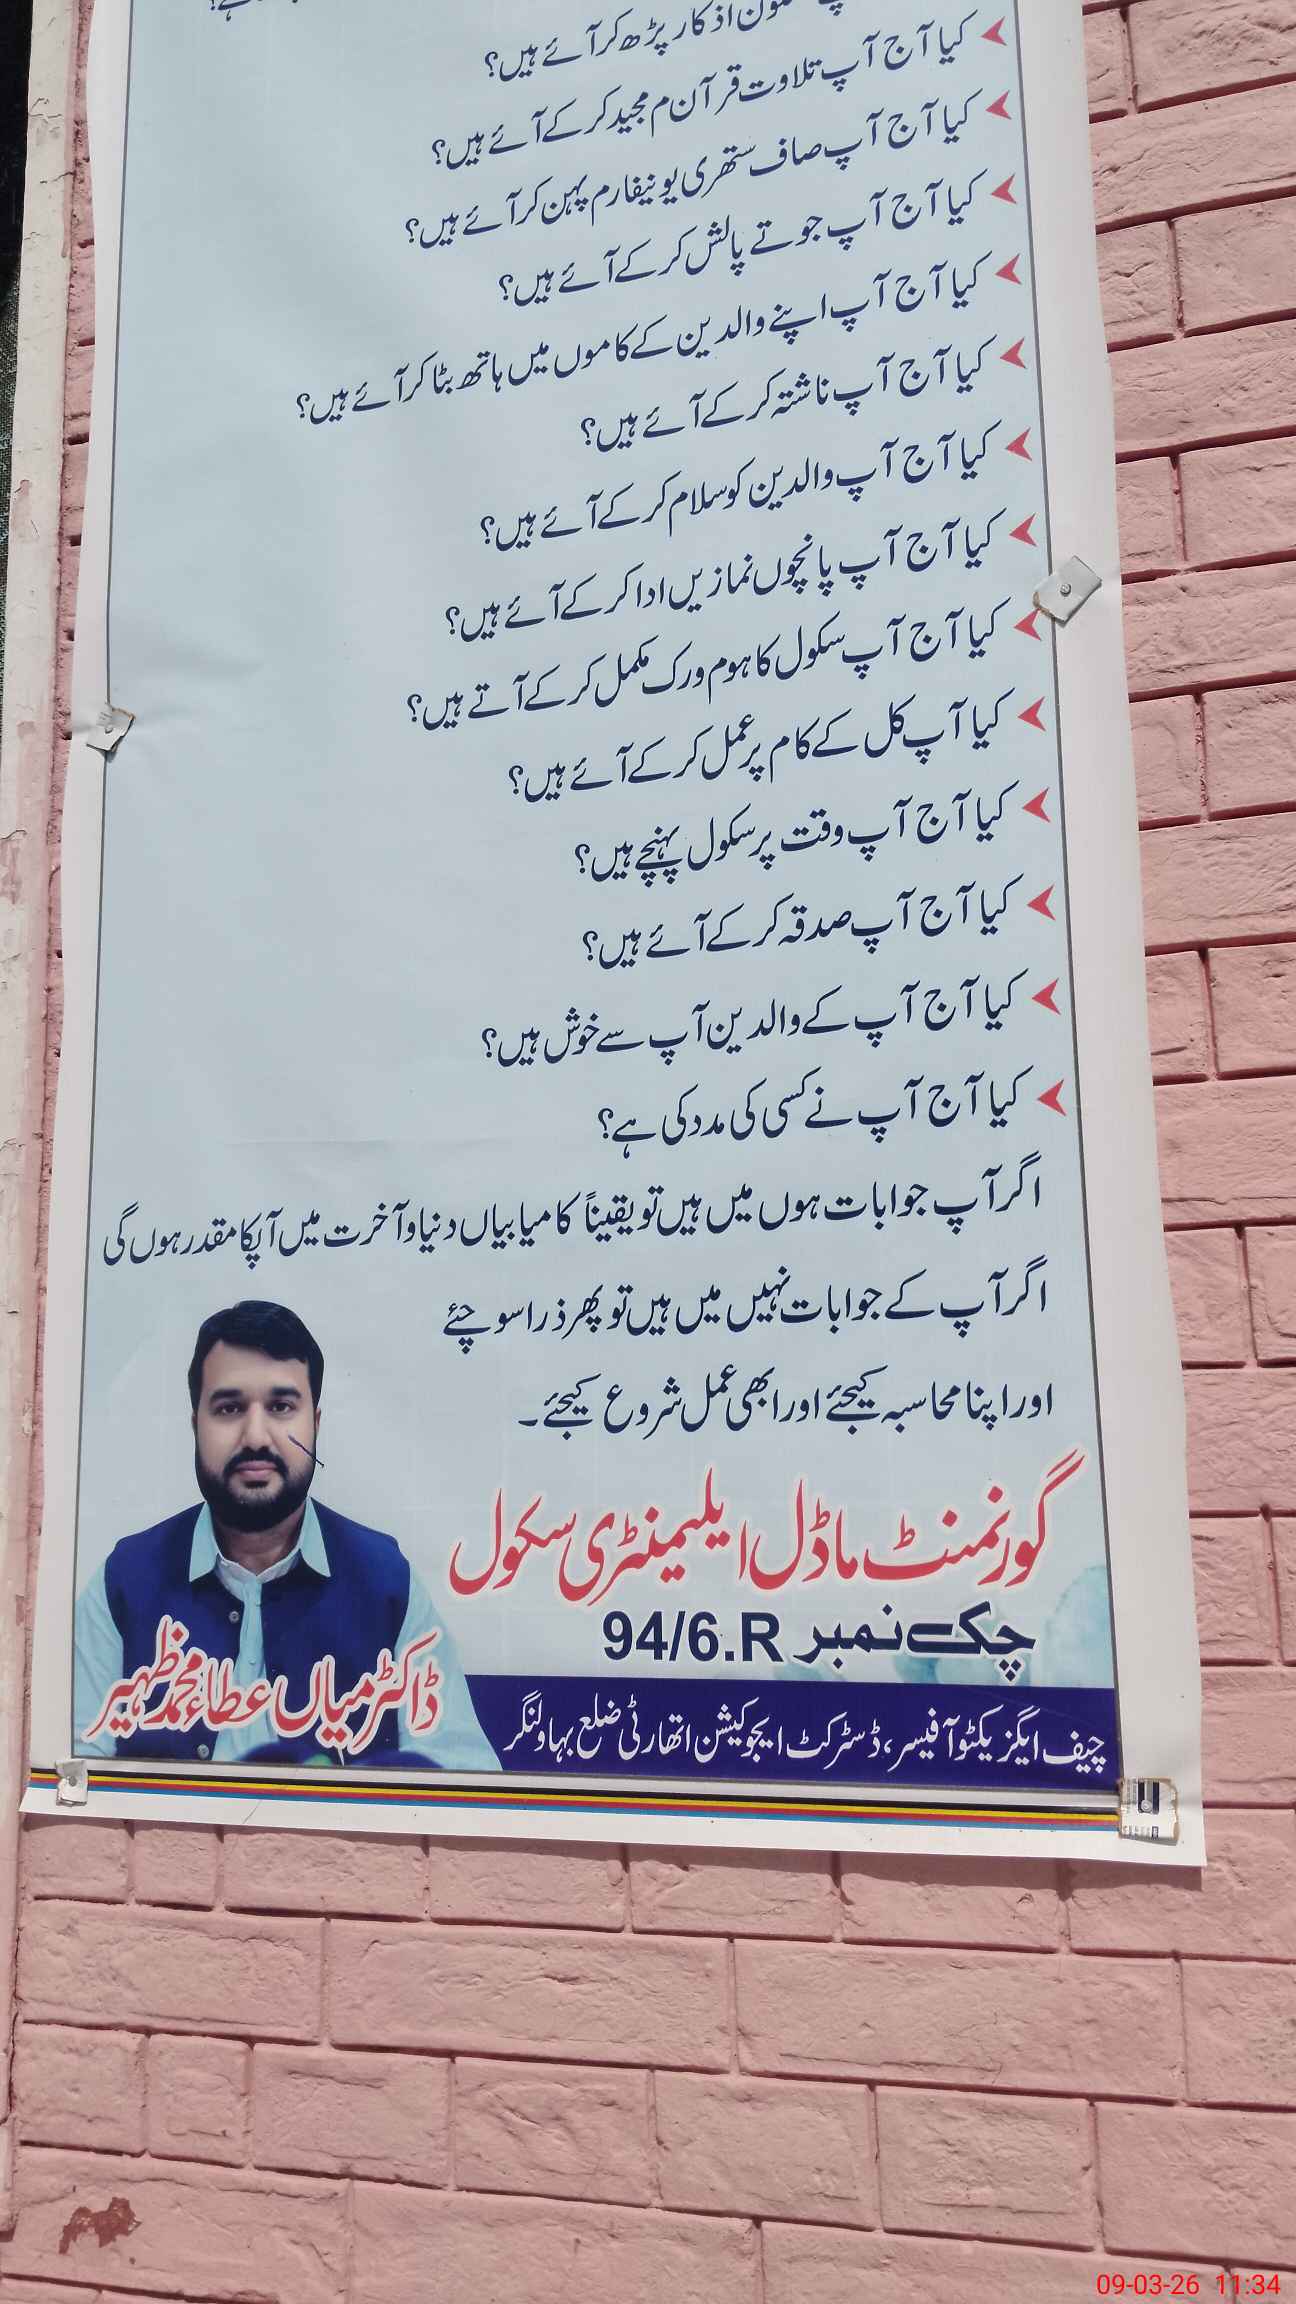 اذکار پڑھ کر آئے ہیں؟
کیا آج آپ تلاوت قرآن مجید کر کے آئے ہیں؟
کیا آج آپ صاف ستھری یونیفارم پہن کر آئے ہیں؟
کیا آج آپ جوتے پالش کر کے آئے ہیں؟
کیا آج آپ اپنے والدین کے کاموں میں ہاتھ بٹا کر آئے ہیں؟
کیا آج آپ ناشتہ کر کے آئے ہیں؟
کیا آج آپ والدین کو سلام کر کے آئے ہیں؟
کیا آج آپ پانچوں نمازیں ادا کر کے آئے ہیں؟
کیا آج آپ سکول کا ہوم ورک مکمل کر کے آتے ہیں؟
کیا آپ کل کے کام پر عمل کر کے آئے ہیں؟
کیا آج آپ وقت پر سکول پہنچے ہیں؟
کیا آج آپ صدقہ کر کے آئے ہیں؟
کیا آج آپ کے والدین آپ سے خوش ہیں؟
کیا آج آپ نے کسی کی مدد کی ہے؟
اگر آپ جوابات ہوں میں ہیں تو یقیناً کامیابیاں دنیا و آخرت میں آپکا مقدر ہوں گی
اگر آپ کے جوابات نہیں میں ہیں تو پھر ذرا سوچئے
اور اپنا محاسبہ کیجئے اور ابھی عمل شروع کیجئے۔
گورنمنٹ ماڈل ایلیمنٹری سکول
چک نمبر 94/6.R
ڈاکٹر میاں عطاء محمد ظہیر
چیف ایگزیکٹو آفیسر، ڈسٹرکٹ ایجوکیشن اتھارٹی ضلع بہاولنگر
09-03-26 11:34